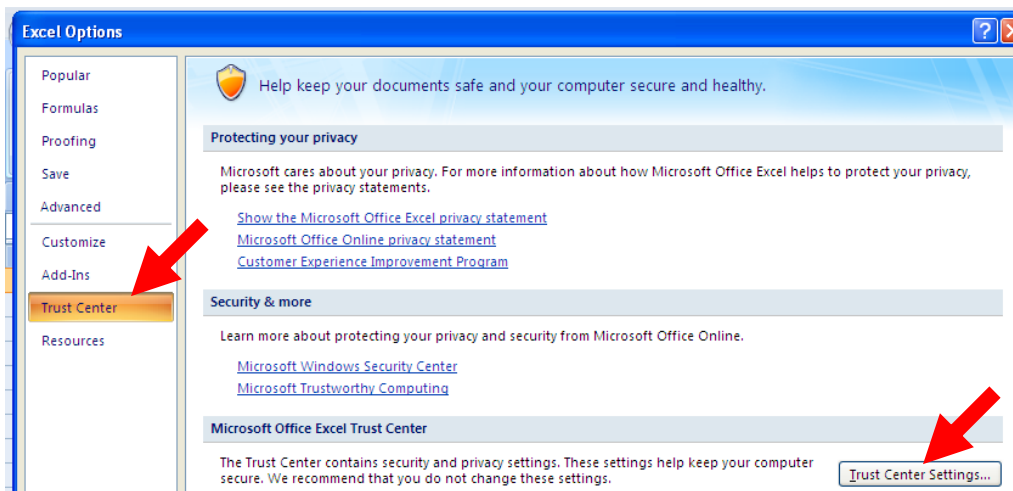 Excel Options
?
Popular
Formulas
Proofing
Save
Advanced
Customize
Add-Ins
Trust Center
Resources
Help keep your documents safe and your computer secure and healthy.
Protecting your privacy
Microsoft cares about your privacy. For more information about how Microsoft Office Excel helps to protect your privacy,
please see the privacy statements.
Show the Microsoft Office Excel privacy statement
Microsoft Office Online privacy statement
Customer Experience Improvement Program
Security & more
Learn more about protecting your privacy and security from Microsoft Office Online.
Microsoft Windows Security Center
Microsoft Trustworthy Computing
Microsoft Office Excel Trust Center
The Trust Center contains security and privacy settings. These settings help keep your computer
secure. We recommend that you do not change these settings.
Trust Center Settings...